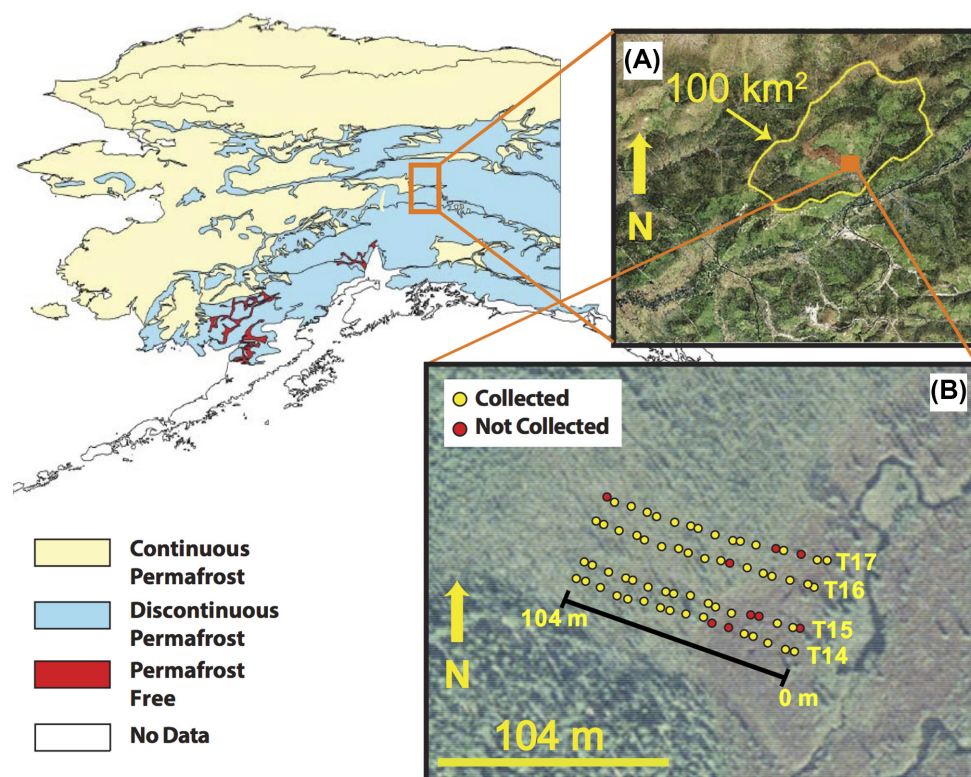 (A)
100 km²
N
(B)
Collected
Not Collected
T17
T16
T15
T14
104 m
0 m
N
104 m
Continuous
Permafrost
Discontinuous
Permafrost
Permafrost
Free
No Data